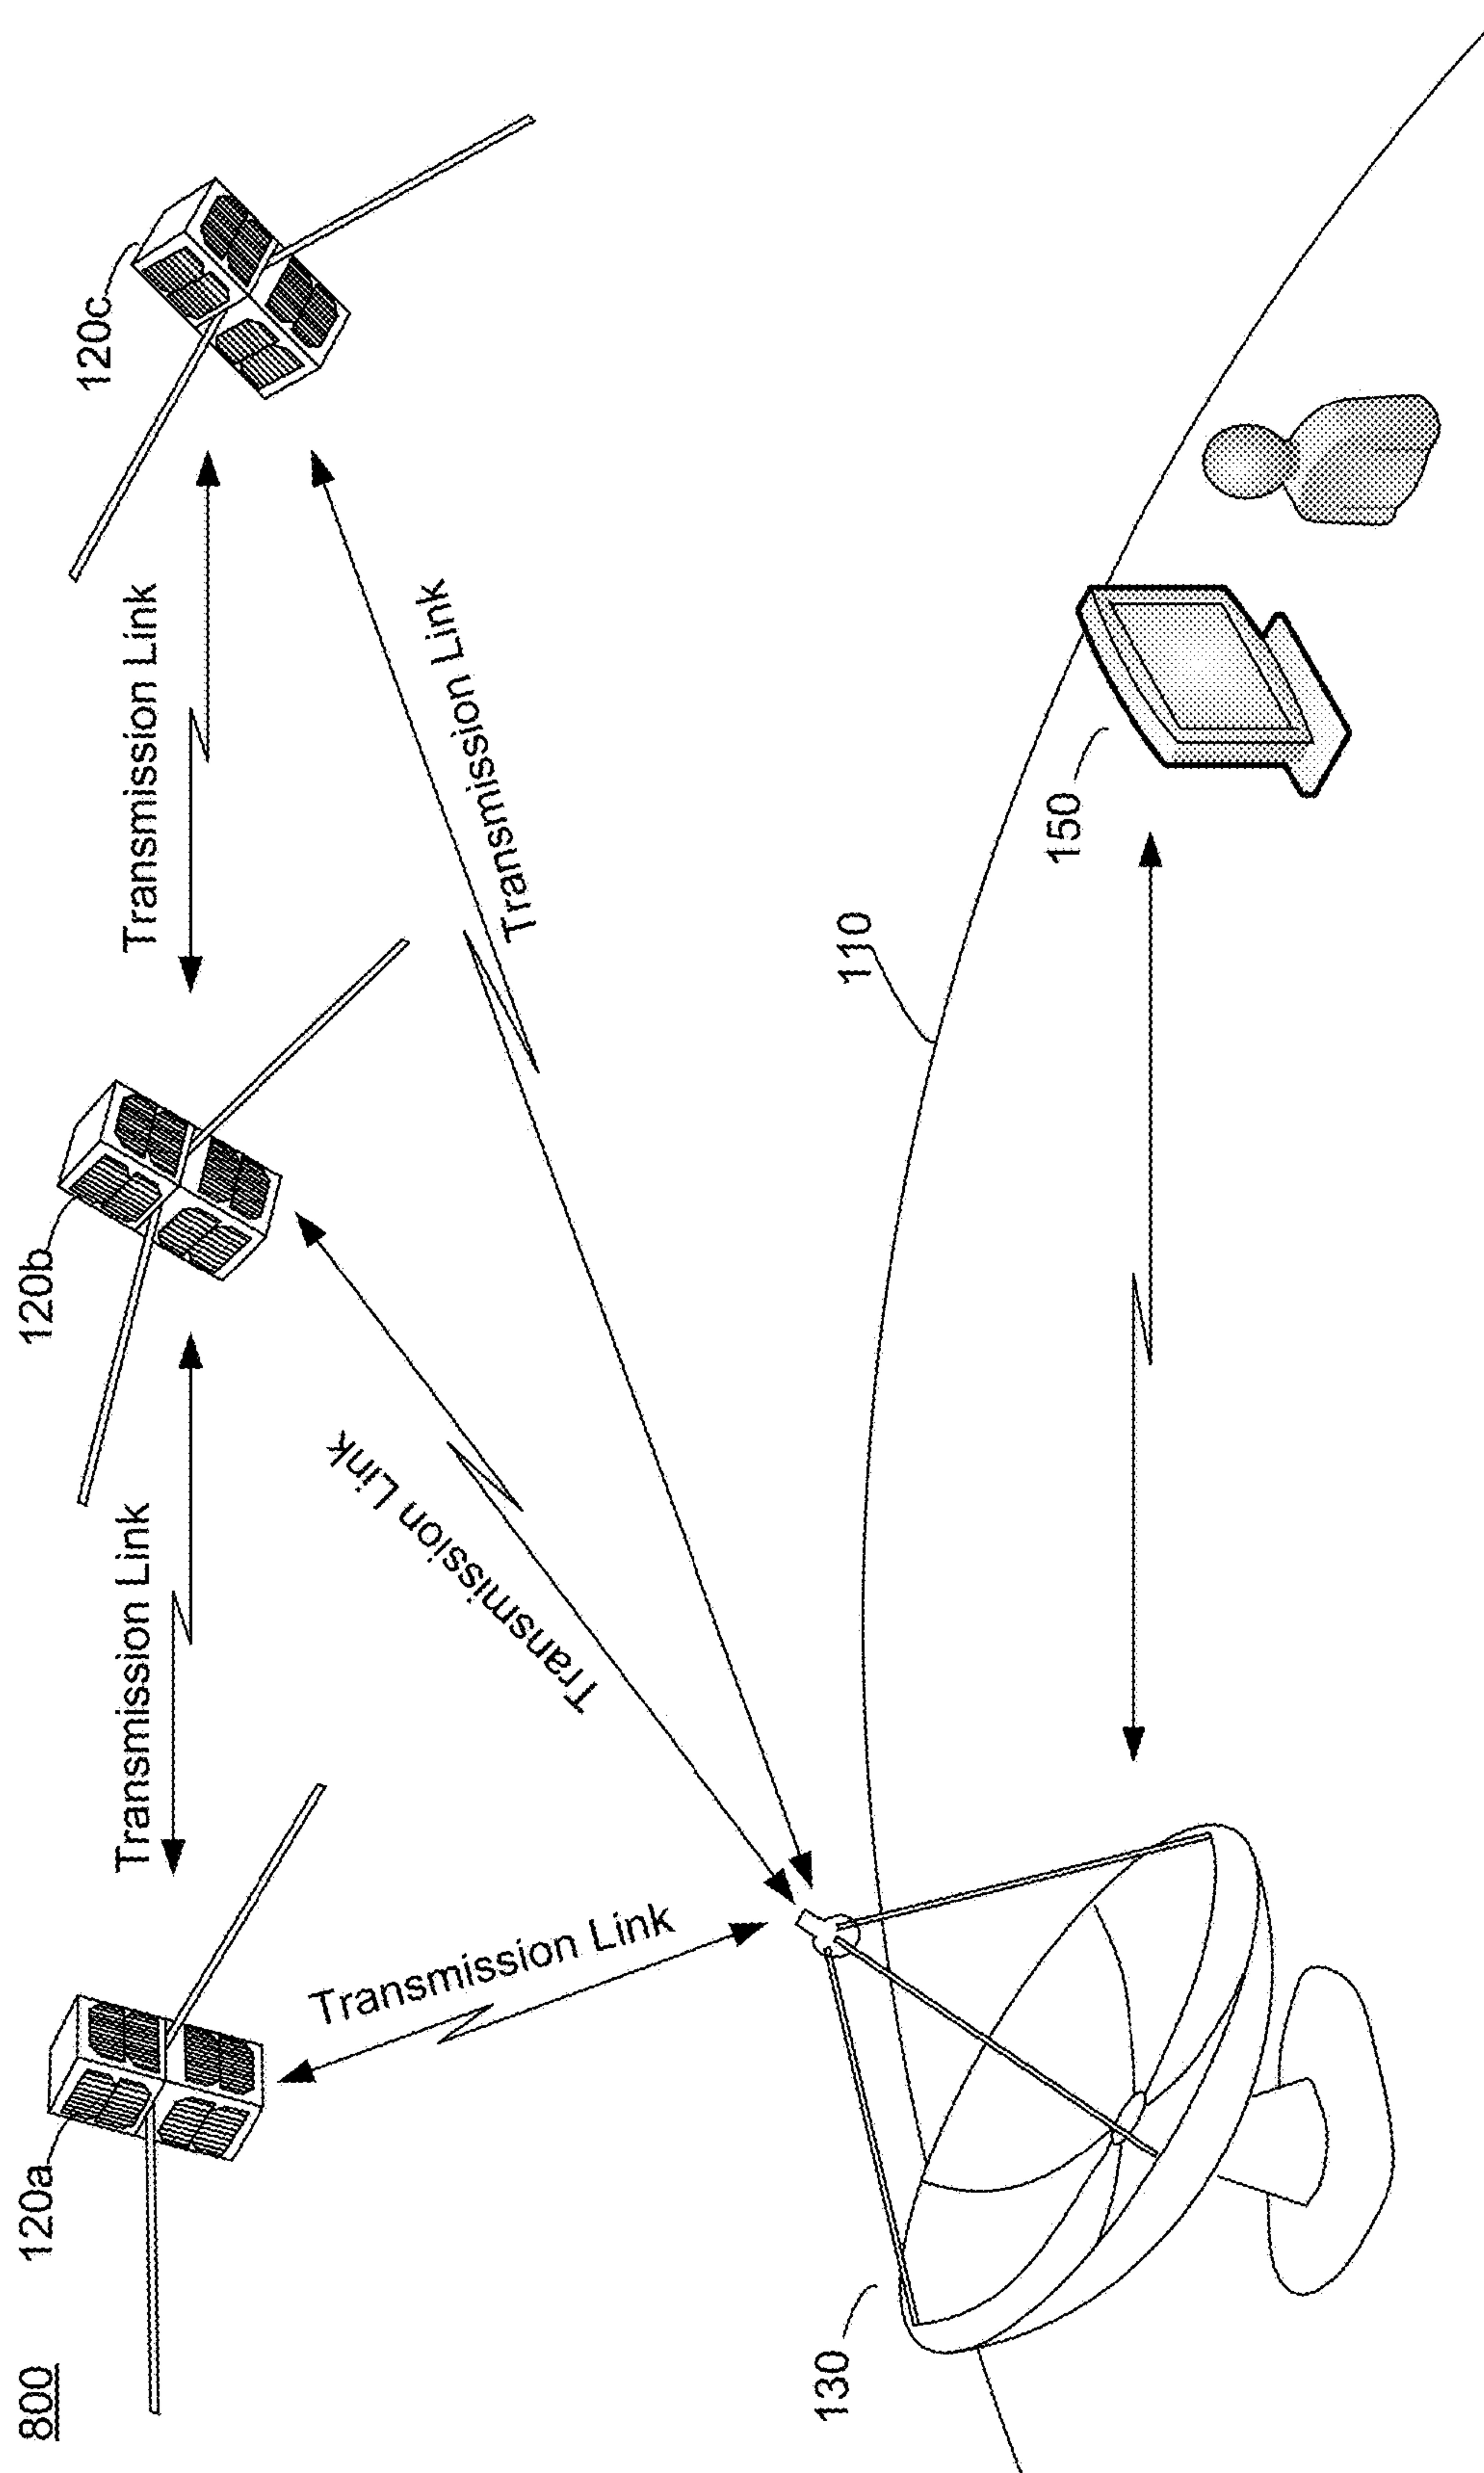 800
120a
Transmission Link
120b
Transmission Link
120c
Transmission Link
Transmission Link
Transmission Link
130
110
150